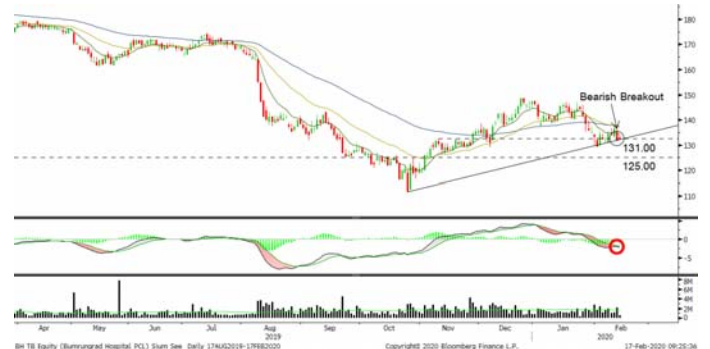 180
170
160
150
Bearish Breakout
140
130
131.00
125.00
120
110
0
-5
8M
6M
4M
2M
0
Apr May Jun Jul Aug Sep Oct Nov Dec Jan Feb
2019 2020
BH TB Equity (Bumrungrad Hospital PCL) Sium See Daily 17AUG2019-17FEB2020 Copyright© 2020 Bloomberg Finance L.P. 17-Feb-2020 09:25:36